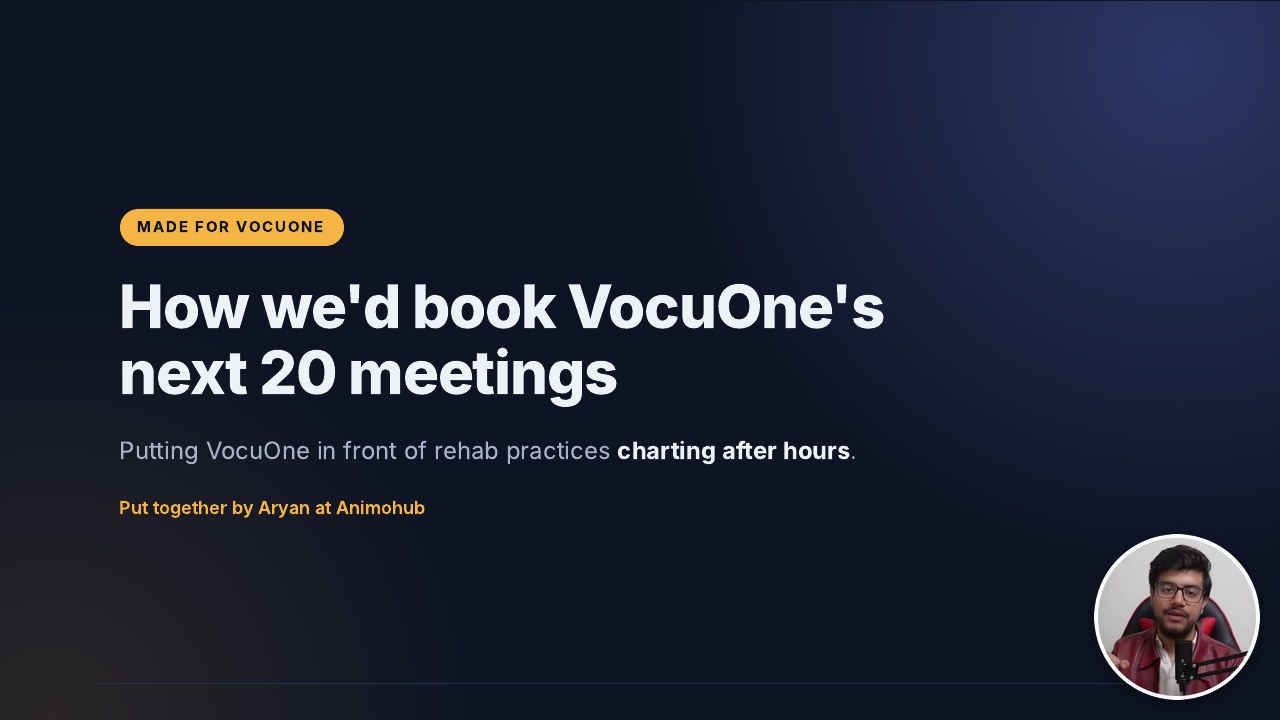 MADE FOR VOCUONE
How we'd book VocuOne's
next 20 meetings
Putting VocuOne in front of rehab practices charting after hours.
Put together by Aryan at Animohub